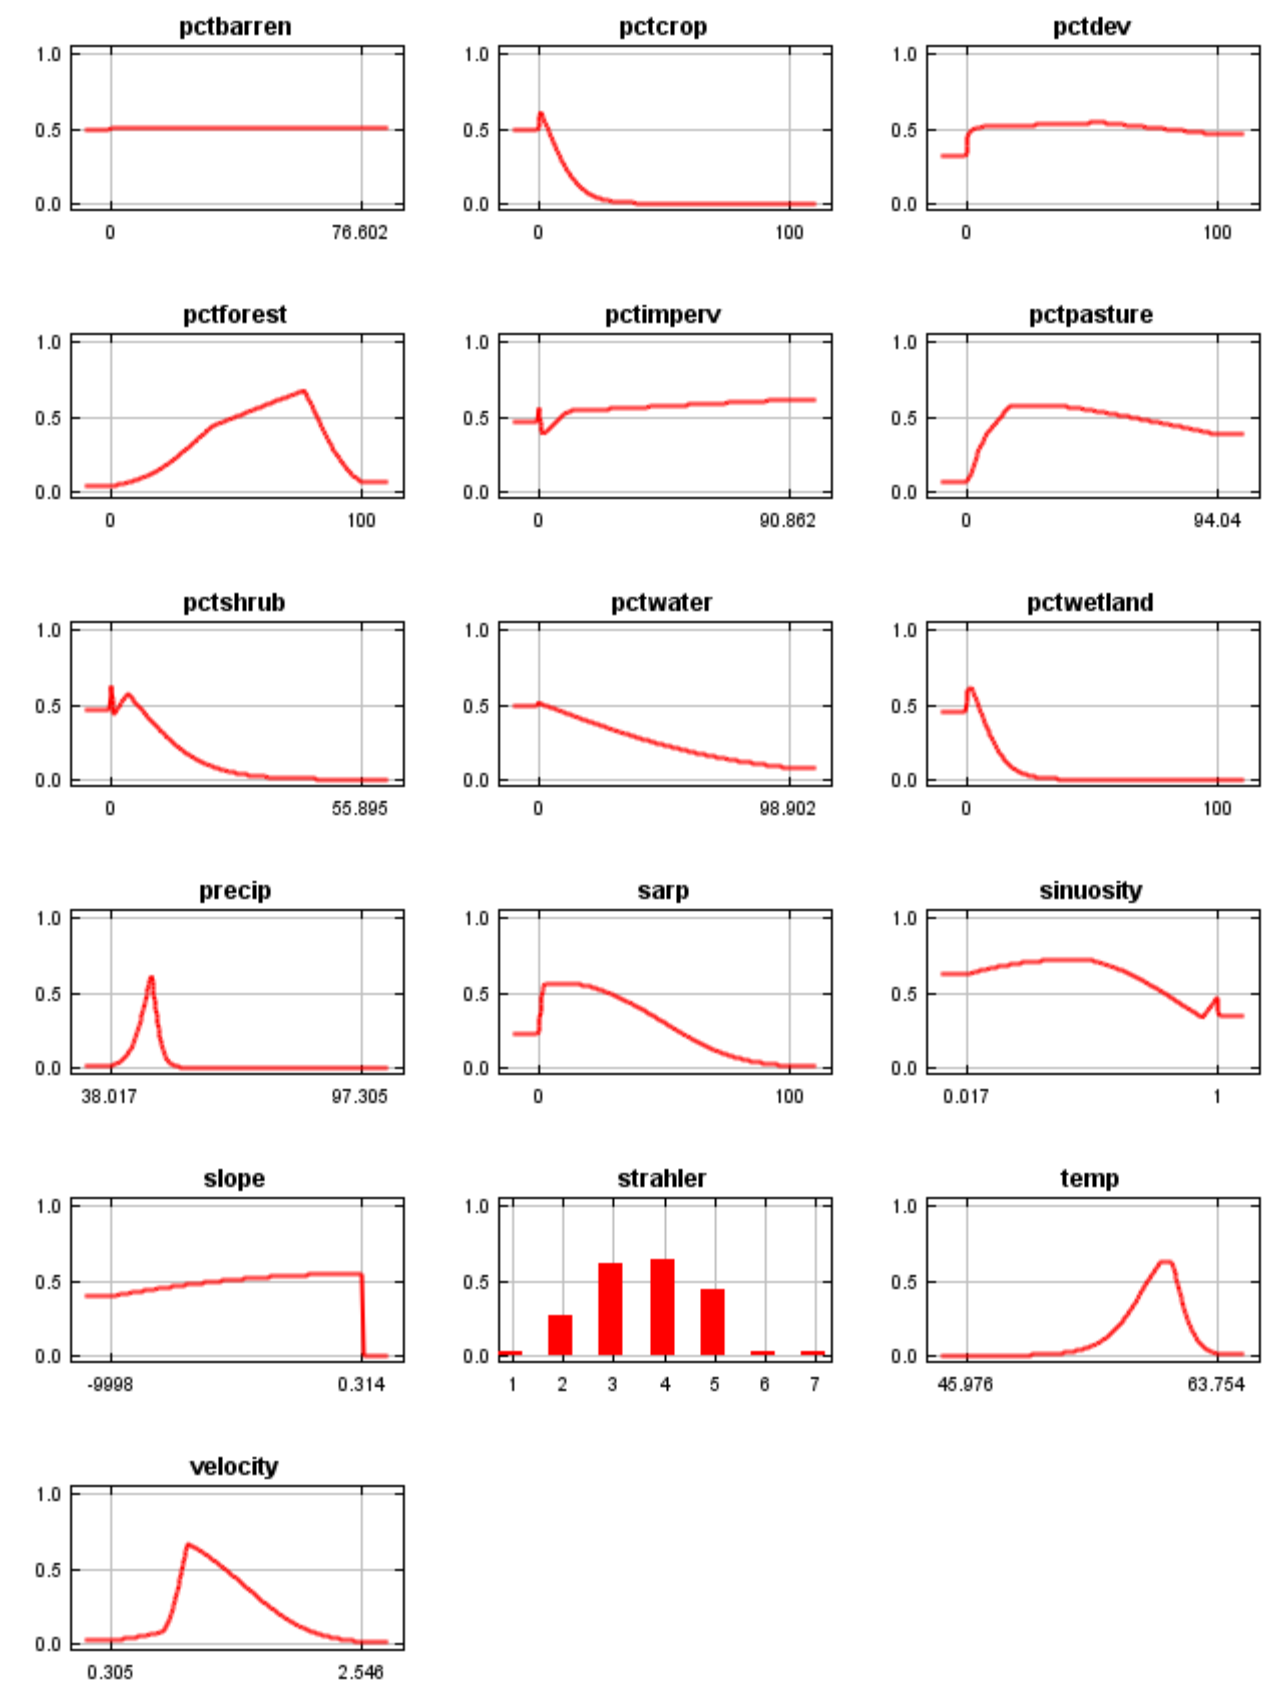 pctbarren pctcrop pctdev
1.0 1.0 1.0
0.5 0.5 0.5
0.0 0.0 0.0
0 76.602 0 100 0 100
pctforest pctimperv pctpasture
1.0 1.0 1.0
0.5 0.5 0.5
0.0 0.0 0.0
0 100 0 90.862 0 94.04
pctshrub pctwater pctwetland
1.0 1.0 1.0
0.5 0.5 0.5
0.0 0.0 0.0
0 55.895 0 98.902 0 100
precip sarp sinuosity
1.0 1.0 1.0
0.5 0.5 0.5
0.0 0.0 0.0
38.017 97.305 0 100 0.017 1
slope strahler temp
1.0 1.0 1.0
0.5 0.5 0.5
0.0 0.0 0.0
-9998 0.314 1 2 3 4 5 6 7 45.976 63.754
velocity
1.0
0.5
0.0
0.305 2.546